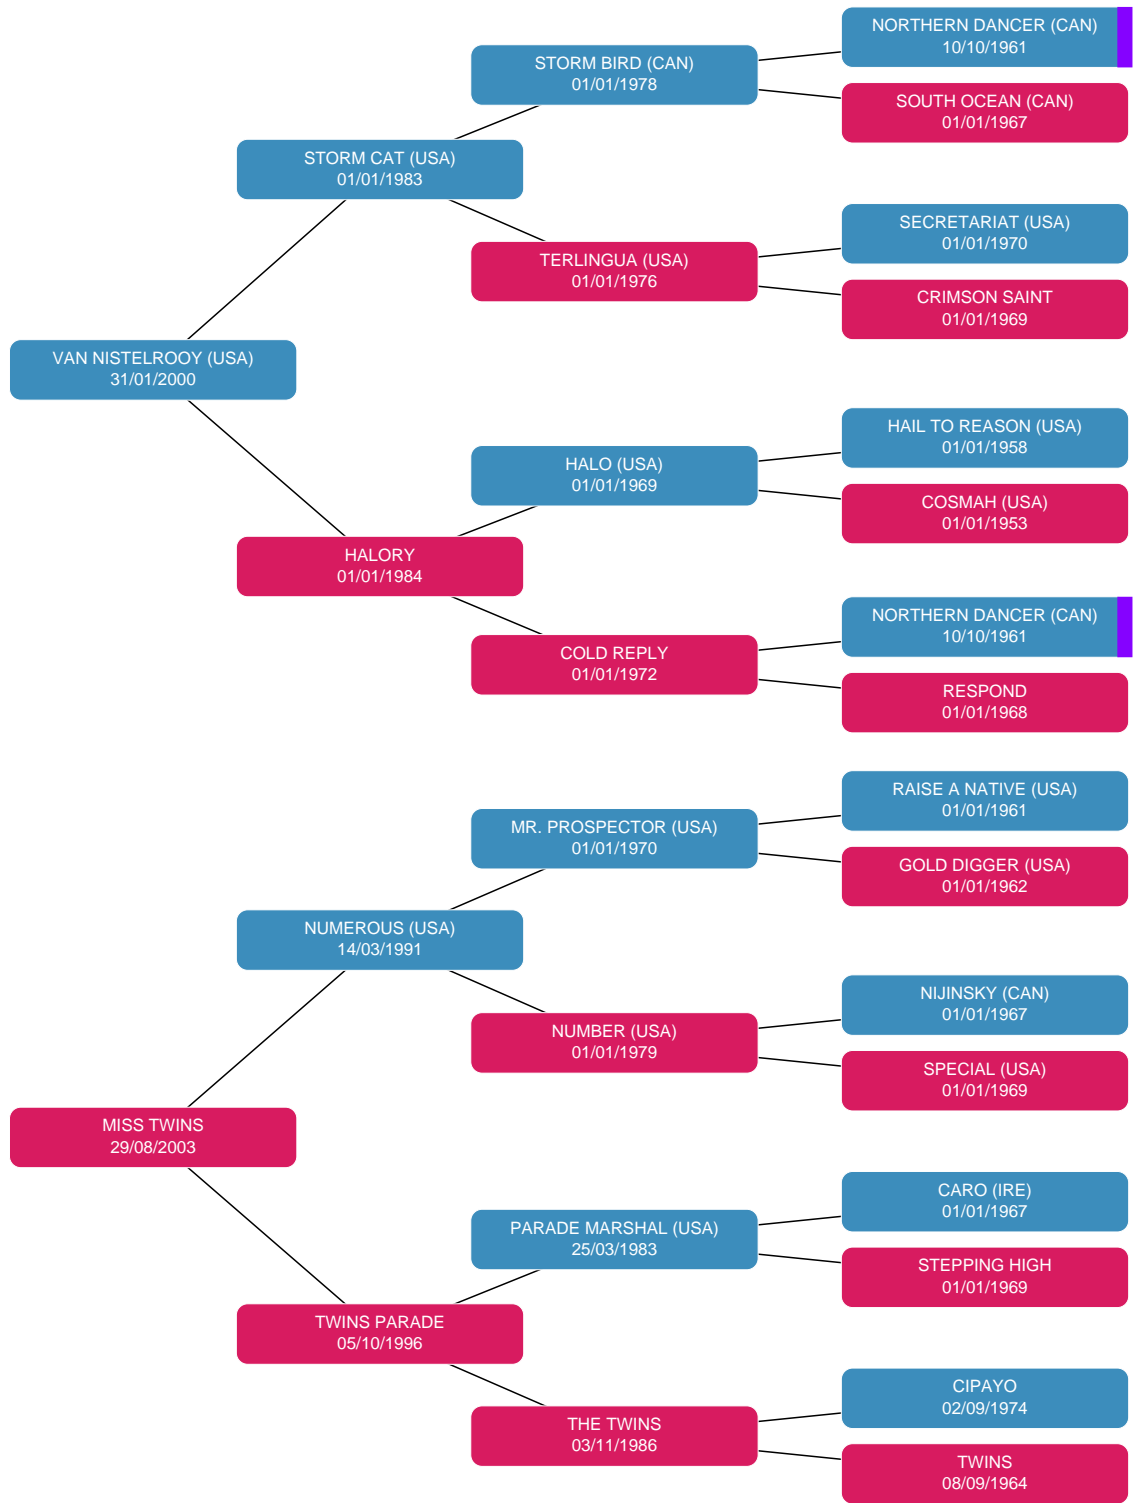 NORTHERN DANCER (CAN)
10/10/1961
STORM BIRD (CAN)
01/01/1978
SOUTH OCEAN (CAN)
01/01/1967
STORM CAT (USA)
01/01/1983
SECRETARIAT (USA)
01/01/1970
TERLINGUA (USA)
01/01/1976
CRIMSON SAINT
01/01/1969
VAN NISTELROOY (USA)
31/01/2000
HAIL TO REASON (USA)
01/01/1958
HALO (USA)
01/01/1969
COSMAH (USA)
01/01/1953
HALORY
01/01/1984
NORTHERN DANCER (CAN)
10/10/1961
COLD REPLY
01/01/1972
RESPOND
01/01/1968
RAISE A NATIVE (USA)
01/01/1961
MR. PROSPECTOR (USA)
01/01/1970
GOLD DIGGER (USA)
01/01/1962
NUMEROUS (USA)
14/03/1991
NIJINSKY (CAN)
01/01/1967
NUMBER (USA)
01/01/1979
SPECIAL (USA)
01/01/1969
MISS TWINS
29/08/2003
CARO (IRE)
01/01/1967
PARADE MARSHAL (USA)
25/03/1983
STEPPING HIGH
01/01/1969
TWINS PARADE
05/10/1996
CIPAYO
02/09/1974
THE TWINS
03/11/1986
TWINS
08/09/1964